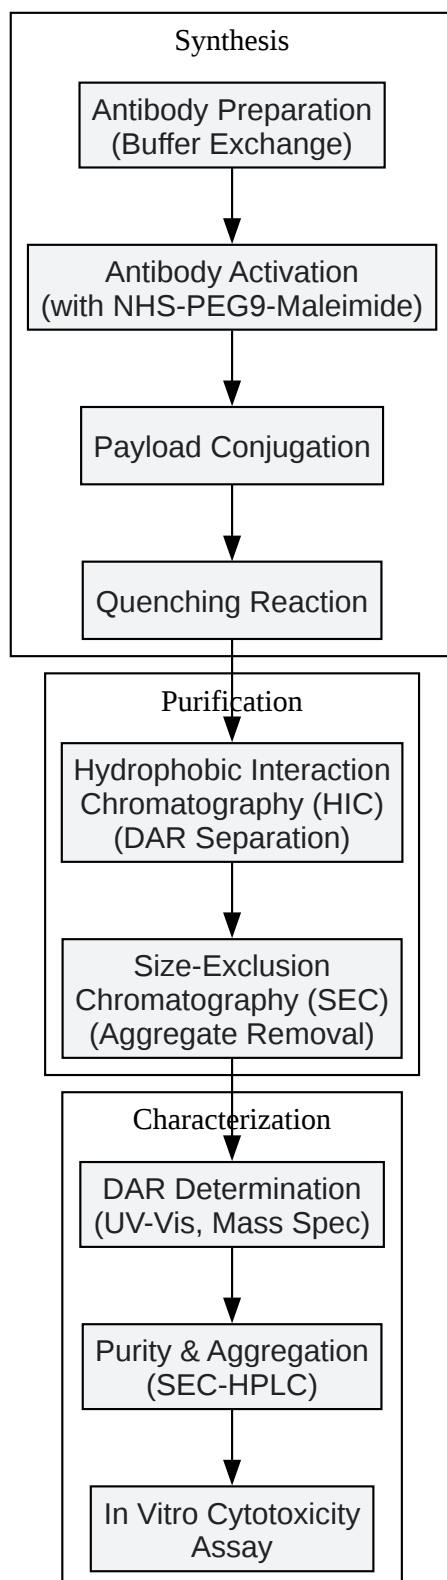 Synthesis
Antibody Preparation
(Buffer Exchange)
Antibody Activation
(with NHS-PEG9-Maleimide)
Payload Conjugation
Quenching Reaction
Purification
Hydrophobic Interaction
Chromatography (HIC)
(DAR Separation)
Size-Exclusion
Chromatography (SEC)
(Aggregate Removal)
Characterization
DAR Determination
(UV-Vis, Mass Spec)
Purity & Aggregation
(SEC-HPLC)
In Vitro Cytotoxicity
Assay